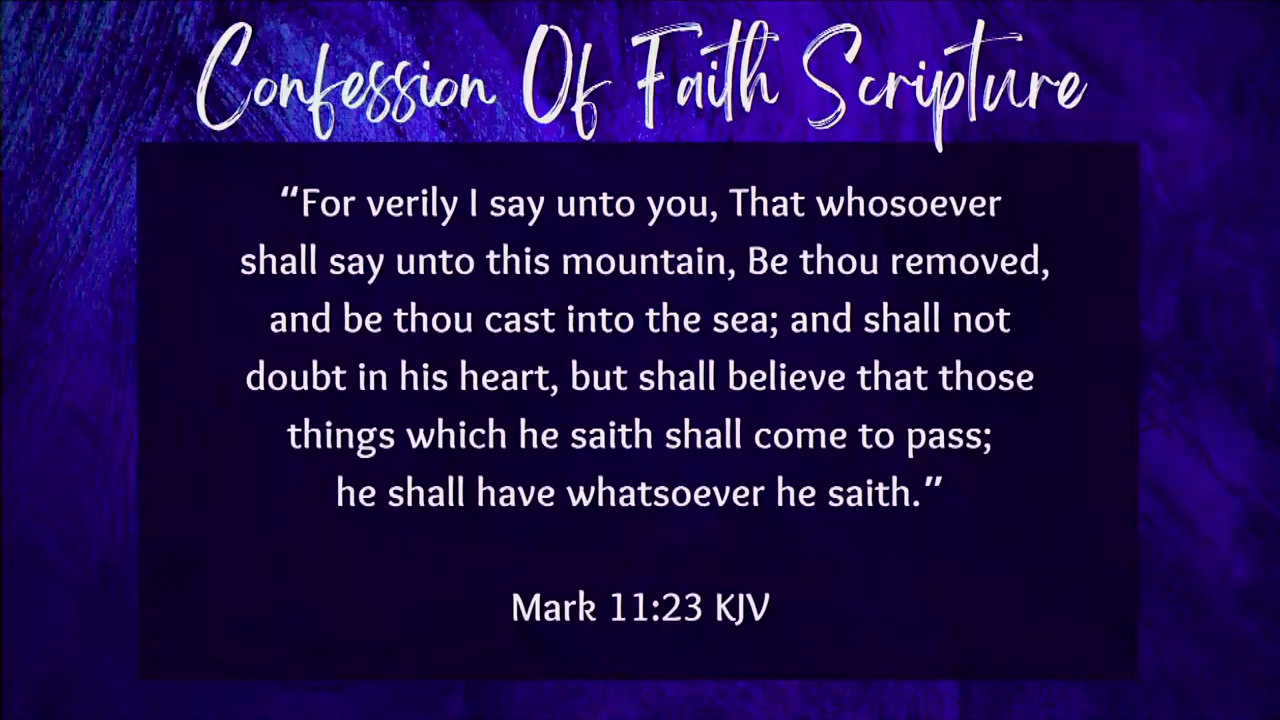 Confession Of Faith Scripture
“For verily I say unto you, That whosoever
shall say unto this mountain, Be thou removed,
and be thou cast into the sea; and shall not
doubt in his heart, but shall believe that those
things which he saith shall come to pass;
he shall have whatsoever he saith.”
Mark 11:23 KJV